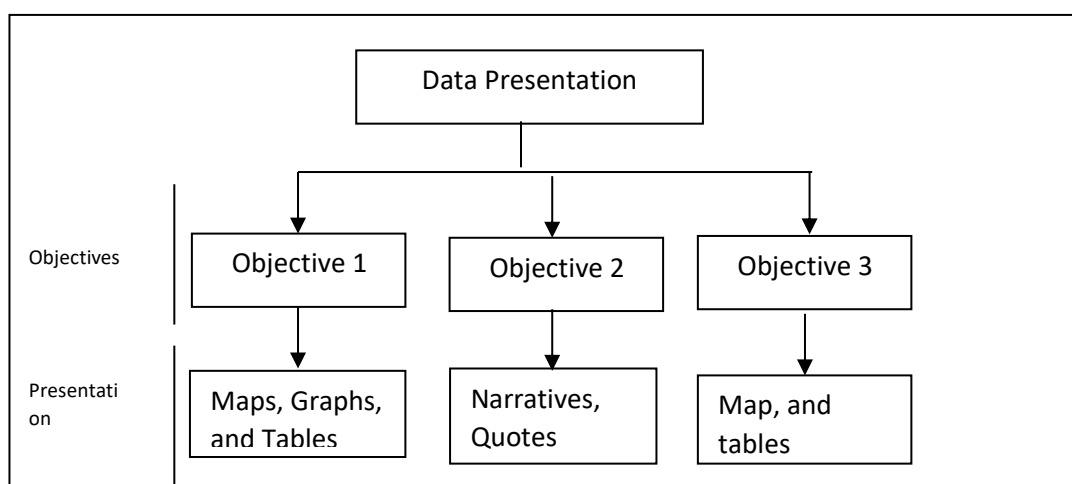 Data Presentation
Objectives
Objective 1
Objective 2
Objective 3
Presentati
on
Maps, Graphs,
and Tables
Narratives,
Quotes
Map, and
tables